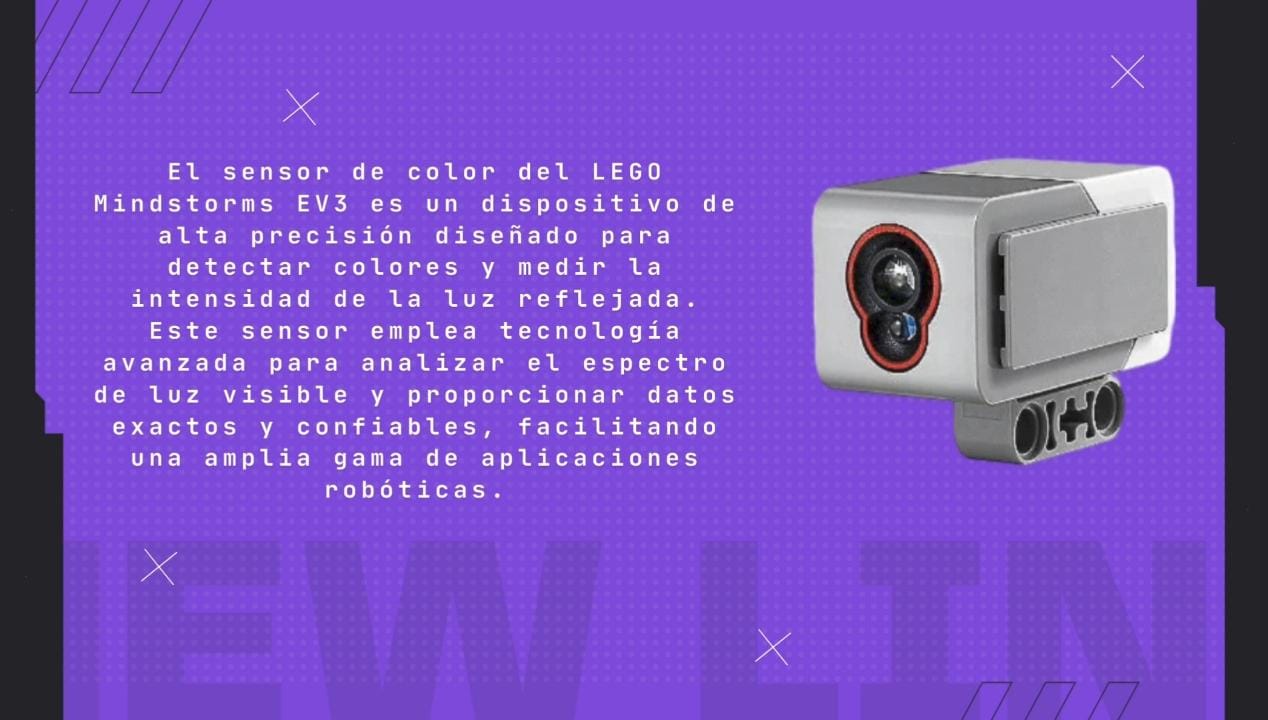 El sensor de color del LEGO
Mindstorms EV3 es un dispositivo de
alta precisión diseñado para
detectar colores y medir la
intensidad de la luz reflejada.
Este sensor emplea tecnología
avanzada para analizar el espectro
de luz visible y proporcionar datos
exactos y confiables, facilitando
una amplia gama de aplicaciones
robóticas.
EW LIN